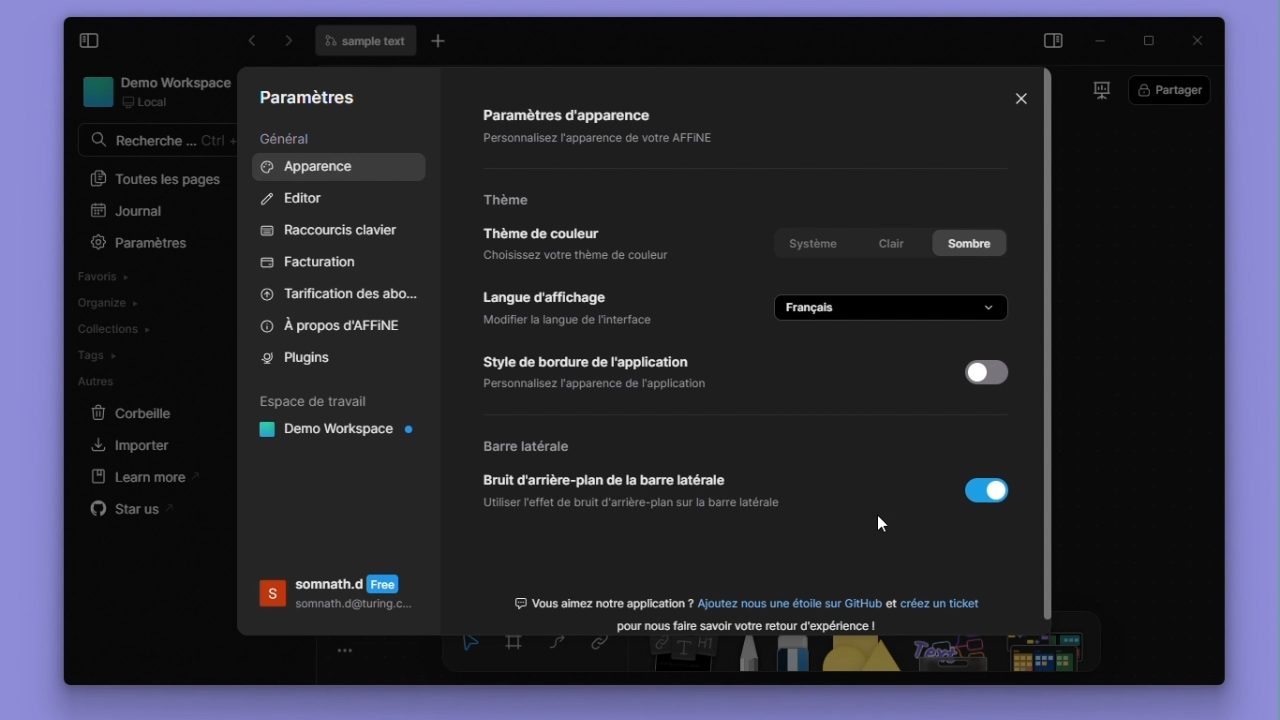 sample text
Demo Workspace
Local
Partager
Recherche ... Ctrl +
Toutes les pages
Journal
Paramètres
Favoris
Organize
Collections
Tags
Autres
Corbeille
Importer
Learn more
Star us
Paramètres
Général
Apparence
Editor
Raccourcis clavier
Facturation
Tarification des abo...
À propos d'AFFiNE
Plugins
Espace de travail
Demo Workspace
S
somnath.d Free
somnath.d@turing.c...
Paramètres d'apparence
Personnalisez l'apparence de votre AFFiNE
Thème
Thème de couleur
Choisissez votre thème de couleur
Système Clair Sombre
Langue d'affichage
Modifier la langue de l'interface
Français
Style de bordure de l'application
Personnalisez l'apparence de l'application
Barre latérale
Bruit d'arrière-plan de la barre latérale
Utiliser l'effet de bruit d'arrière-plan sur la barre latérale
Vous aimez notre application ? Ajoutez nous une étoile sur GitHub et créez un ticket
pour nous faire savoir votre retour d'expérience !
T H1
Text